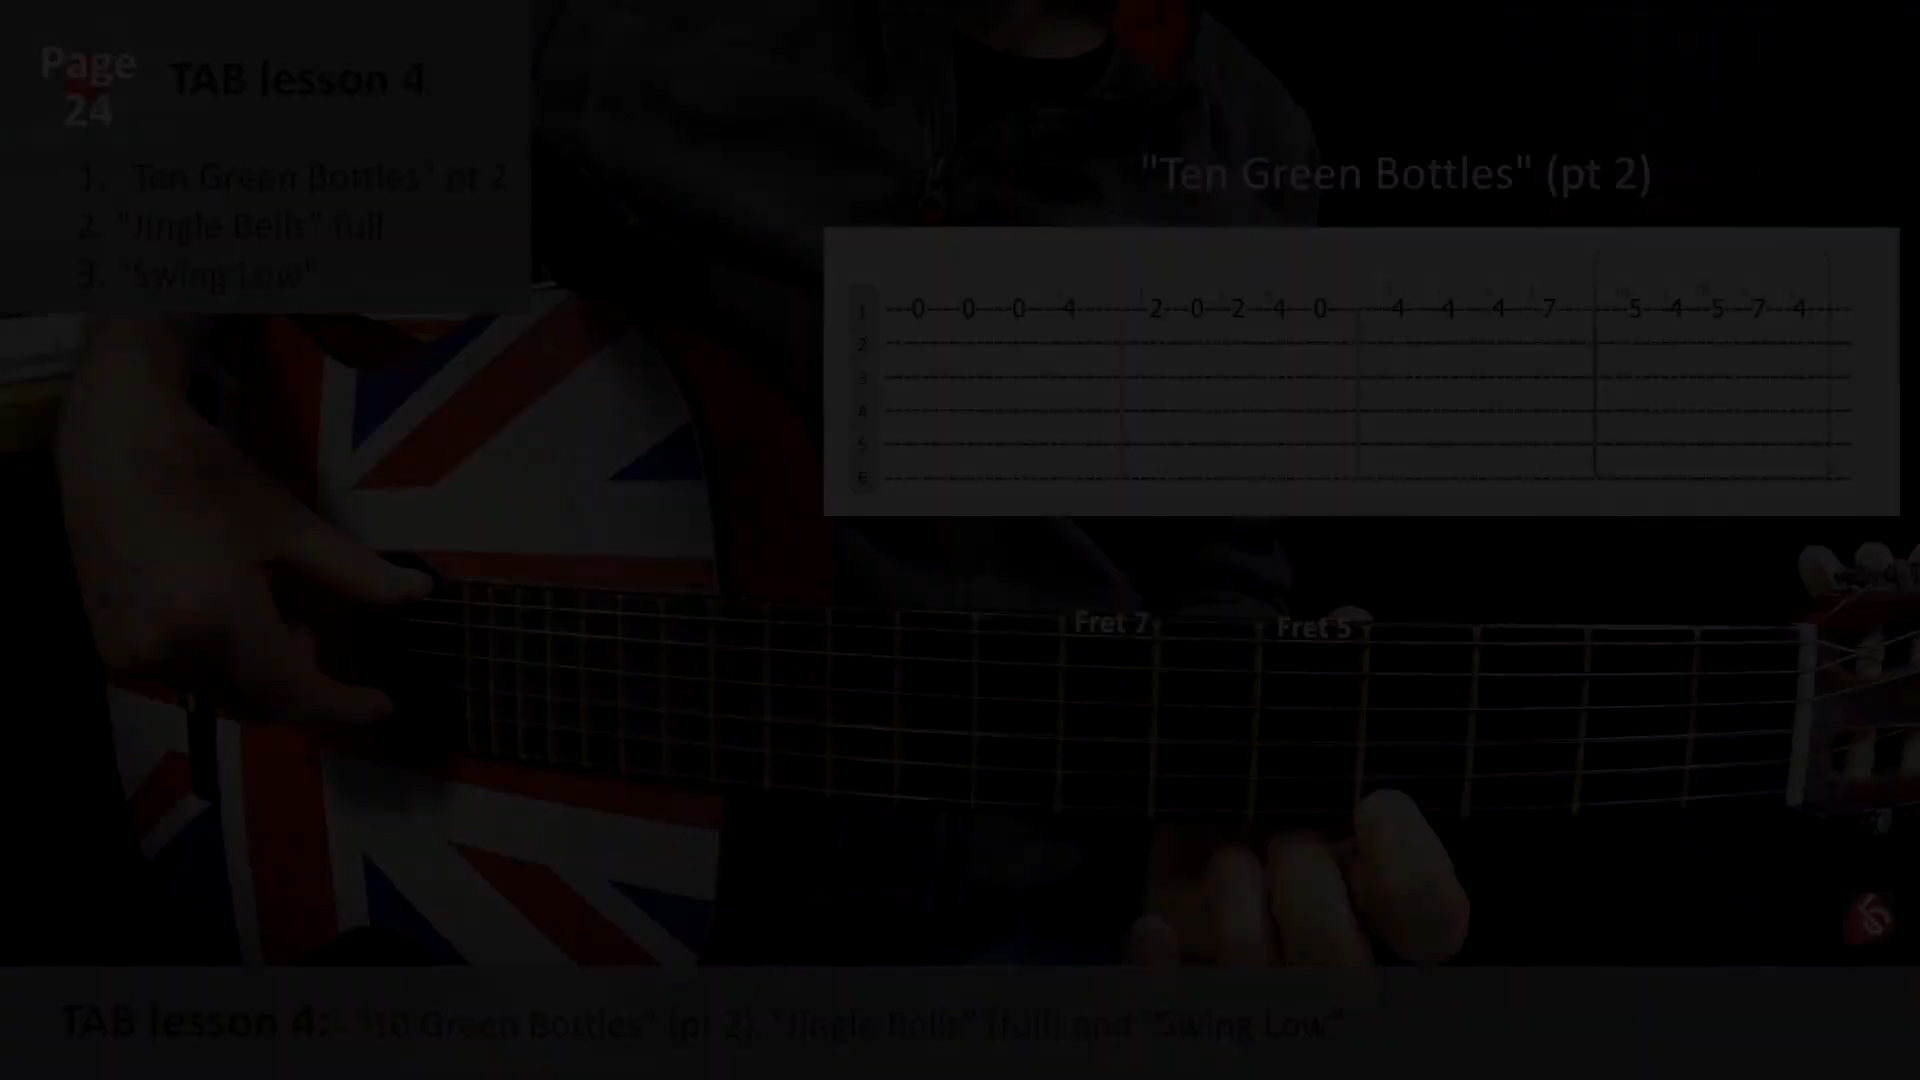 Page
24
TAB lesson 4
1. "Ten Green Bottles" pt 2
2. "Jingle Bells" full
3. "Swing Low"
"Ten Green Bottles" (pt 2)
1 0 0 0 4 2 0 2 4 0 4 4 4 7 5 4 5 7 4
2
3
4
5
6
Fret 7 Fret 5
TAB lesson 4: - "10 Green Bottles" (pt 2), "Jingle Bells" (full) and "Swing Low"